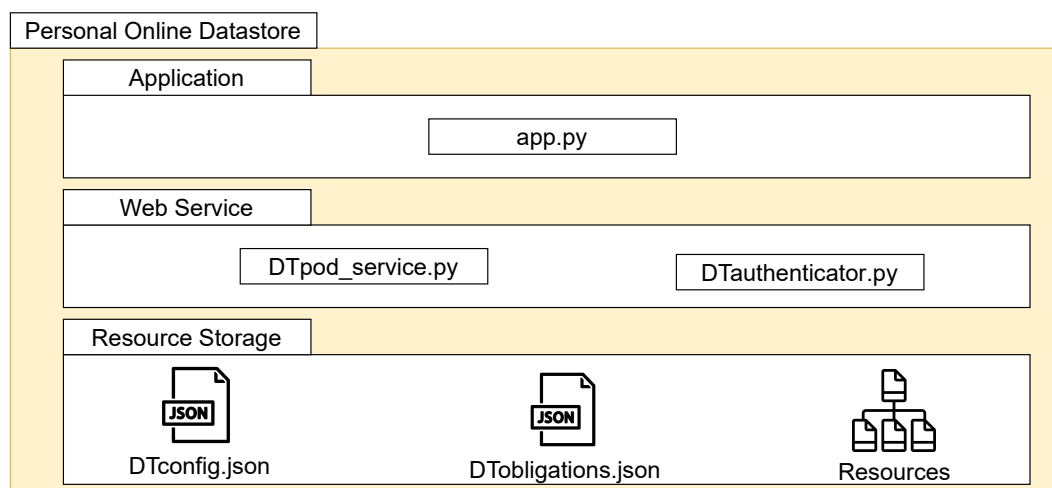 Personal Online Datastore
Application
app.py
Web Service
DTpod_service.py
DTauthenticator.py
Resource Storage
JSON
JSON
DTconfig.json
DTobligations.json
Resources